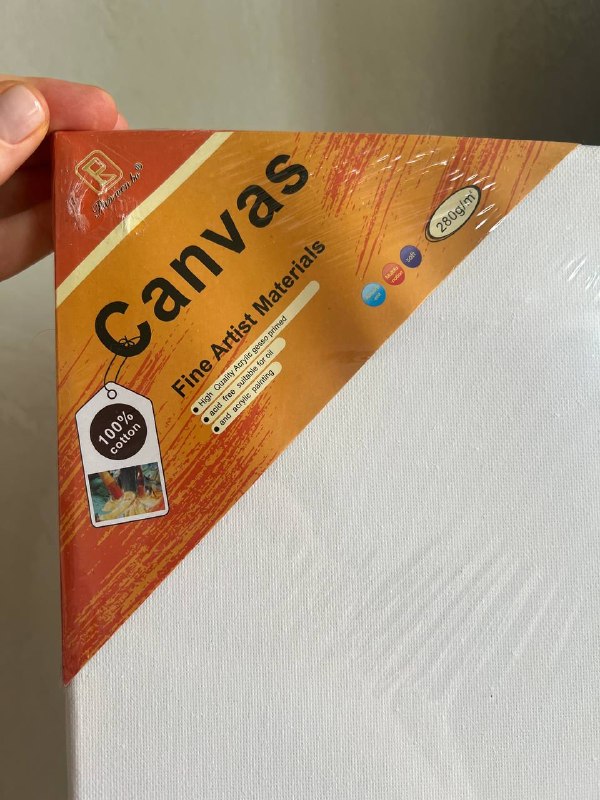 R
Canvas
Fine Artist Materials
High Quality Acrylic gesso primed
acid free suitable for oil
and acrylic painting
280g/m²
Soft
100%
cotton